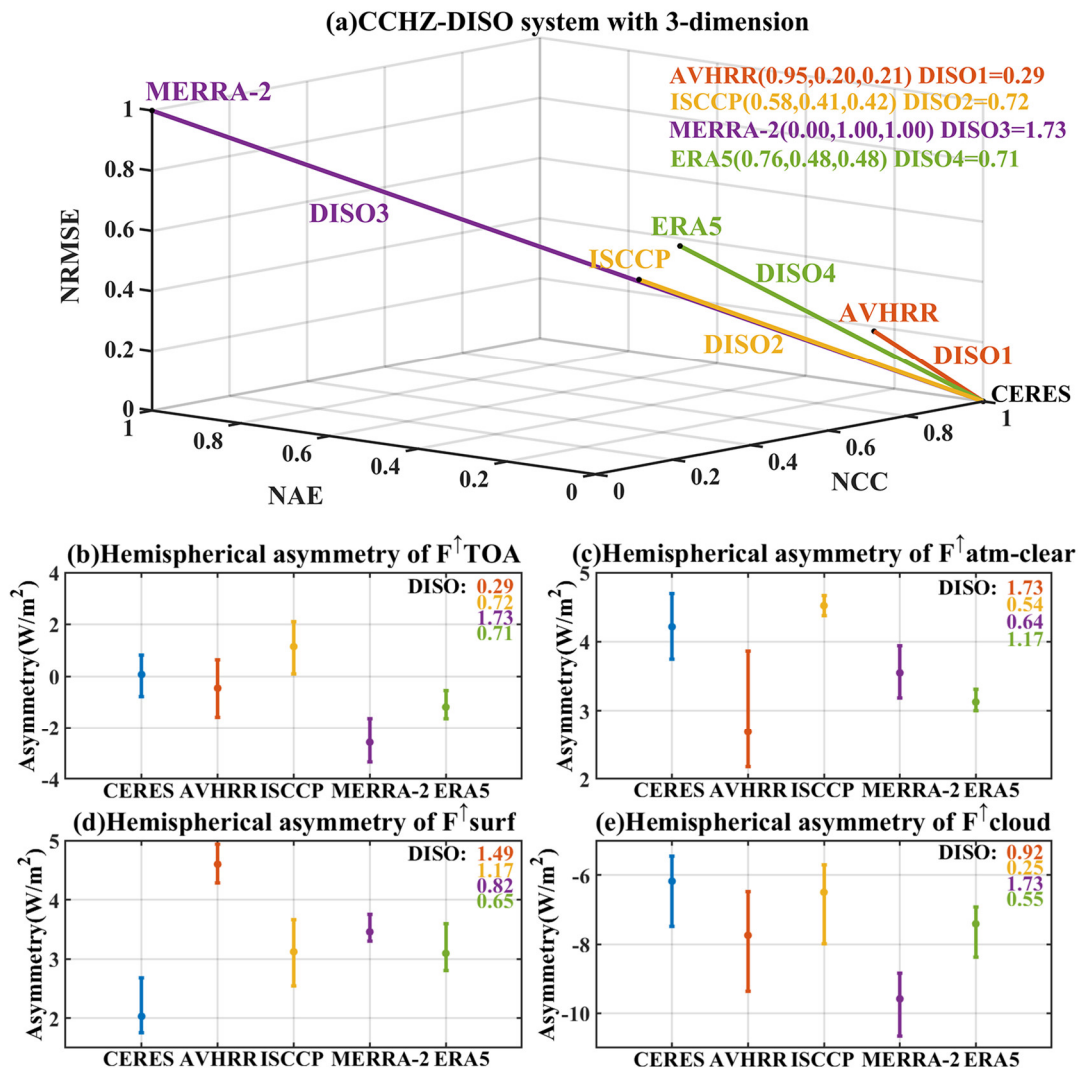 (a)CCHZ-DISO system with 3-dimension
AVHRR(0.95,0.20,0.21) DISO1=0.29
ISCCP(0.58,0.41,0.42) DISO2=0.72
MERRA-2(0.00,1.00,1.00) DISO3=1.73
ERA5(0.76,0.48,0.48) DISO4=0.71
MERRA-2
DISO3
ERA5
ISCCP
DISO4
AVHRR
DISO2
DISO1
CERES
NRMSE
1
0.8
0.6
0.4
0.2
0
1
0.8
0.6
0.4
0.2
0
NAE
0
0.2
0.4
0.6
0.8
1
NCC
(b)Hemispherical asymmetry of F↑TOA
Asymmetry(W/m²)
4
2
0
-2
-4
DISO: 0.29
0.72
1.73
0.71
CERES AVHRR ISCCP MERRA-2 ERA5
(c)Hemispherical asymmetry of F↑atm-clear
Asymmetry(W/m²)
5
4
3
2
DISO: 1.73
0.54
0.64
1.17
CERES AVHRR ISCCP MERRA-2 ERA5
(d)Hemispherical asymmetry of F↑surf
Asymmetry(W/m²)
5
4
3
2
DISO: 1.49
1.17
0.82
0.65
CERES AVHRR ISCCP MERRA-2 ERA5
(e)Hemispherical asymmetry of F↑cloud
Asymmetry(W/m²)
-6
-8
-10
DISO: 0.92
0.25
1.73
0.55
CERES AVHRR ISCCP MERRA-2 ERA5